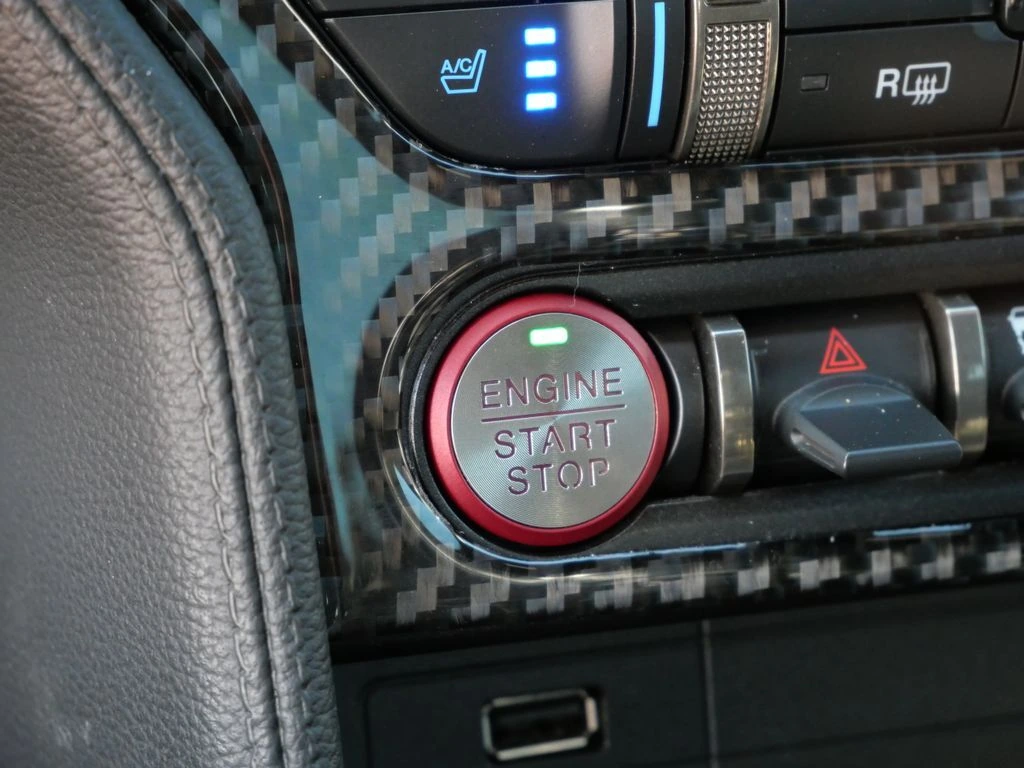 A/C
R
ENGINE
START
STOP